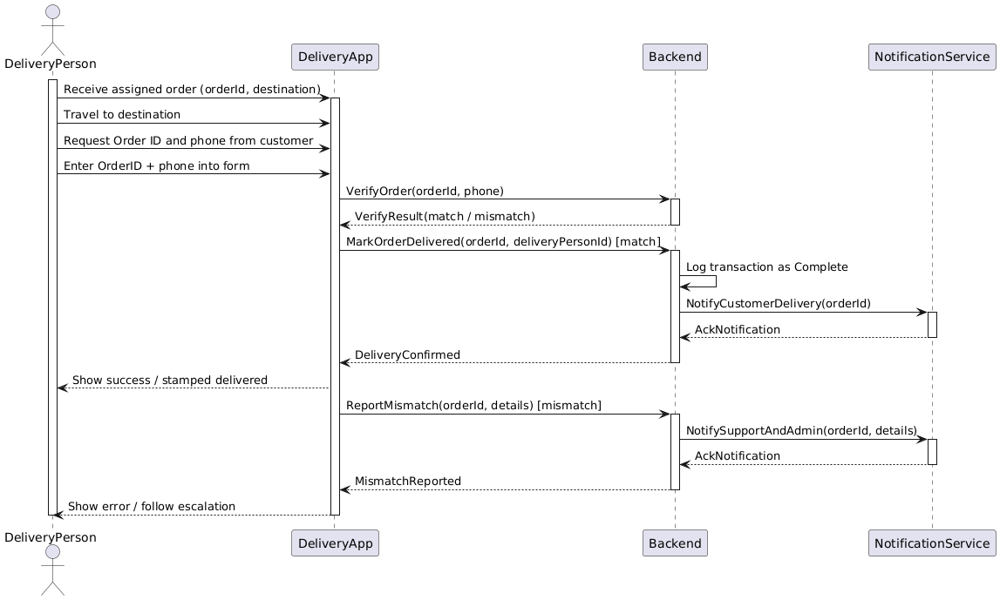 DeliveryPerson
DeliveryApp
Backend
NotificationService
Receive assigned order (orderId, destination)
Travel to destination
Request Order ID and phone from customer
Enter OrderID + phone into form
VerifyOrder(orderId, phone)
VerifyResult(match / mismatch)
MarkOrderDelivered(orderId, deliveryPersonId) [match]
Log transaction as Complete
NotifyCustomerDelivery(orderId)
AckNotification
DeliveryConfirmed
Show success / stamped delivered
ReportMismatch(orderId, details) [mismatch]
NotifySupportAndAdmin(orderId, details)
AckNotification
MismatchReported
Show error / follow escalation
DeliveryPerson
DeliveryApp
Backend
NotificationService